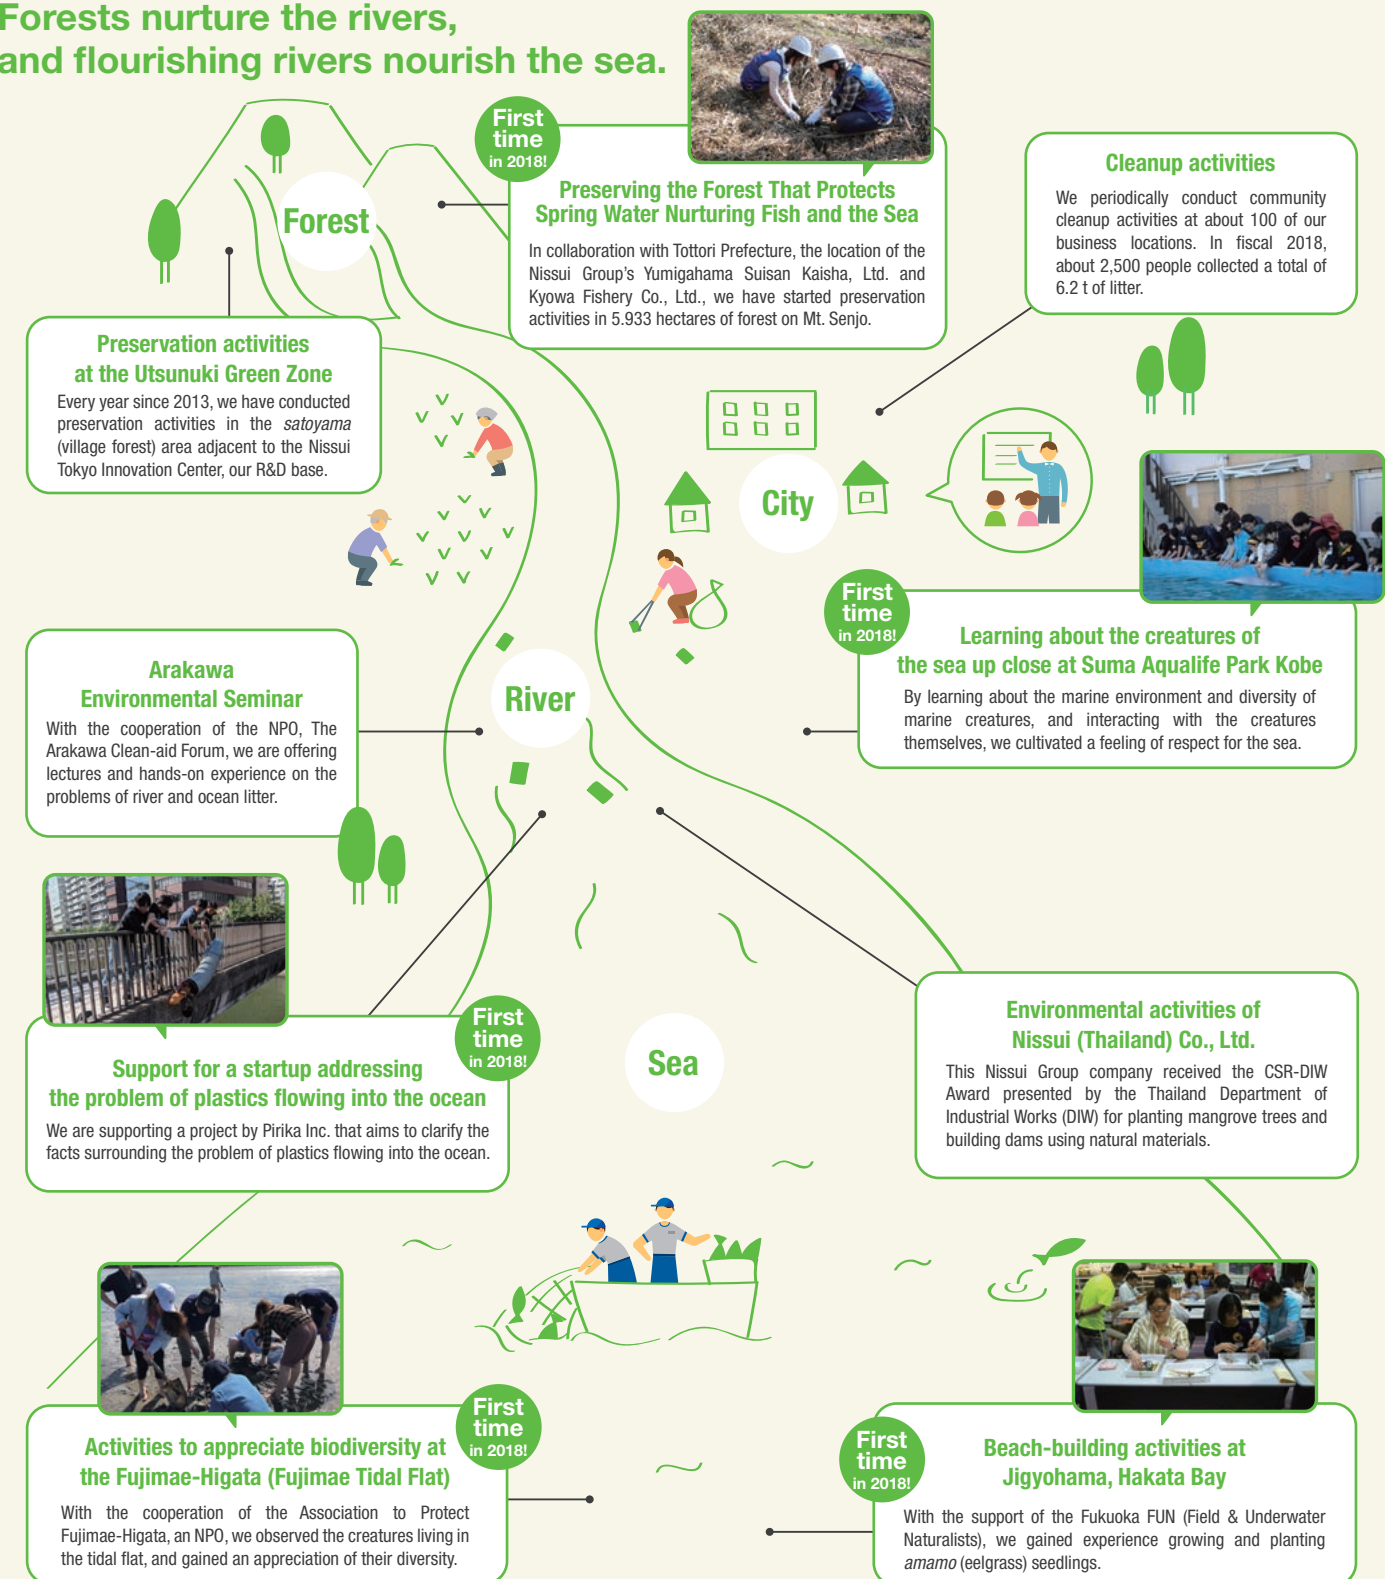 Forests nurture the rivers,
and flourishing rivers nourish the sea.
Forest
First
time
in 2018!
Preserving the Forest That Protects
Spring Water Nurturing Fish and the Sea
In collaboration with Tottori Prefecture, the location of the
Nissui Group's Yumigahama Suisan Kaisha, Ltd. and
Kyowa Fishery Co., Ltd., we have started preservation
activities in 5.933 hectares of forest on Mt. Senjo.
Cleanup activities
We periodically conduct community
cleanup activities at about 100 of our
business locations. In fiscal 2018,
about 2,500 people collected a total of
6.2 t of litter.
Preservation activities
at the Utsunuki Green Zone
Every year since 2013, we have conducted
preservation activities in the satoyama
(village forest) area adjacent to the Nissui
Tokyo Innovation Center, our R&D base.
City
First
time
in 2018!
Learning about the creatures of
the sea up close at Suma Aqualife Park Kobe
By learning about the marine environment and diversity of
marine creatures, and interacting with the creatures
themselves, we cultivated a feeling of respect for the sea.
Arakawa
Environmental Seminar
With the cooperation of the NPO, The
Arakawa Clean-aid Forum, we are offering
lectures and hands-on experience on the
problems of river and ocean litter.
River
First
time
in 2018!
Support for a startup addressing
the problem of plastics flowing into the ocean
We are supporting a project by Pirika Inc. that aims to clarify the
facts surrounding the problem of plastics flowing into the ocean.
Sea
Environmental activities of
Nissui (Thailand) Co., Ltd.
This Nissui Group company received the CSR-DIW
Award presented by the Thailand Department of
Industrial Works (DIW) for planting mangrove trees and
building dams using natural materials.
First
time
in 2018!
Activities to appreciate biodiversity at
the Fujimae-Higata (Fujimae Tidal Flat)
With the cooperation of the Association to Protect
Fujimae-Higata, an NPO, we observed the creatures living in
the tidal flat, and gained an appreciation of their diversity.
First
time
in 2018!
Beach-building activities at
Jigyohama, Hakata Bay
With the support of the Fukuoka FUN (Field & Underwater
Naturalists), we gained experience growing and planting
amamo (eelgrass) seedlings.